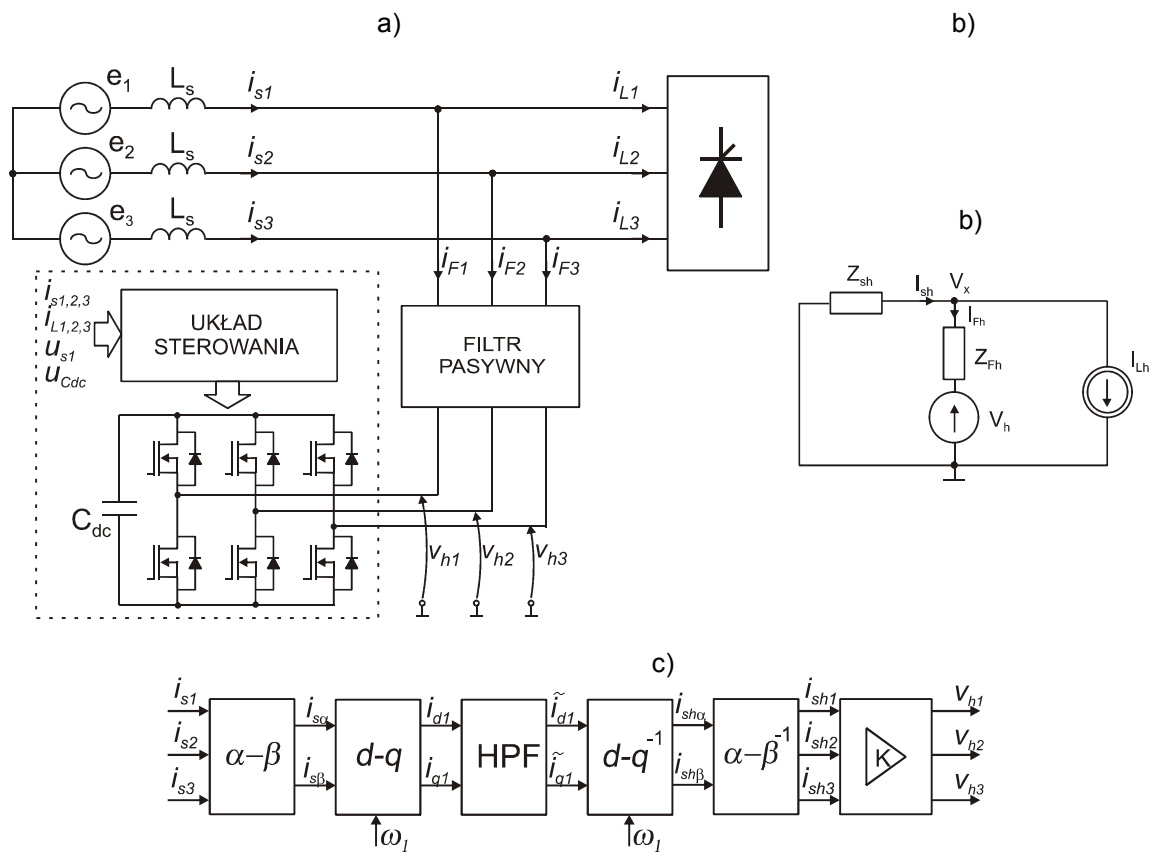 a)
b)
e1 Ls is1 iL1
e2 Ls is2 iL2
e3 Ls is3 iL3
iF1 iF2 iF3
b)
is1,2,3
iL1,2,3
us1
uCdc
UKŁAD
STEROWANIA
FILTR
PASYWNY
Cdc
vh1 vh2 vh3
Zsh Ish Vx
IFh
ZFh
ILh
Vh
c)
is1 isα id1 ĩd1 ishα ish1 vh1
is2 α−β d-q HPF d-q-1 α−β-1 ish2 K vh2
is3 isβ iq1 ĩq1 ishβ ish3 vh3
ω1 ω1